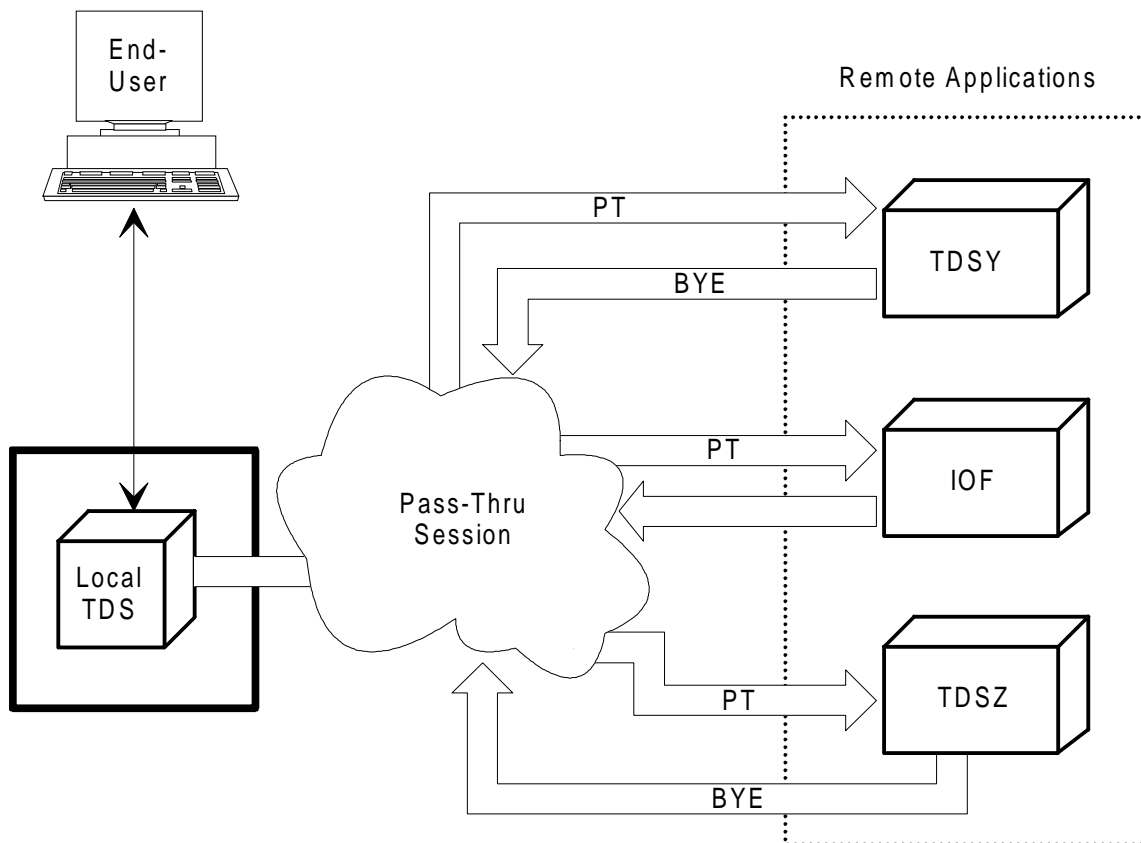 End-
User
Remote Applications
PT
TDSY
BYE
PT
IOF
Pass-Thru
Session
Local
TDS
PT
TDSZ
BYE